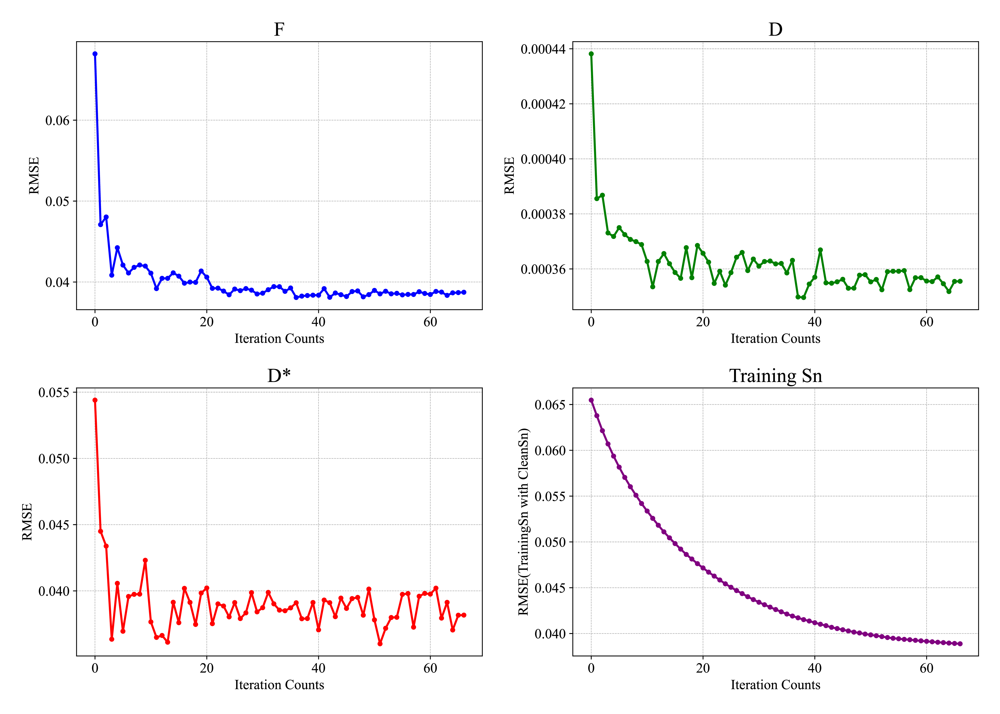 F
0.06
0.05
0.04
RMSE
0
20
40
60
Iteration Counts
D
0.00044
0.00042
0.00040
0.00038
0.00036
RMSE
0
20
40
60
Iteration Counts
D*
0.055
0.050
0.045
0.040
RMSE
0
20
40
60
Iteration Counts
Training Sn
0.065
0.060
0.055
0.050
0.045
0.040
RMSE(TrainingSn with CleanSn)
0
20
40
60
Iteration Counts